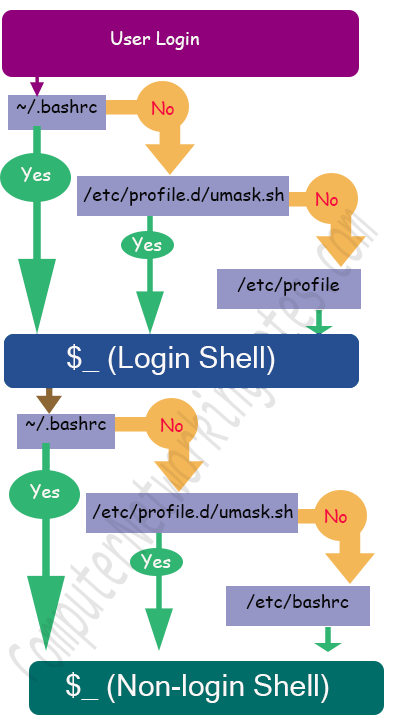 User Login
~/.bashrc
No
Yes
/etc/profile.d/umask.sh
No
Yes
/etc/profile
$_ (Login Shell)
~/.bashrc
No
Yes
/etc/profile.d/umask.sh
No
Yes
/etc/bashrc
$_ (Non-login Shell)
ComputerNetworkingNotes.com